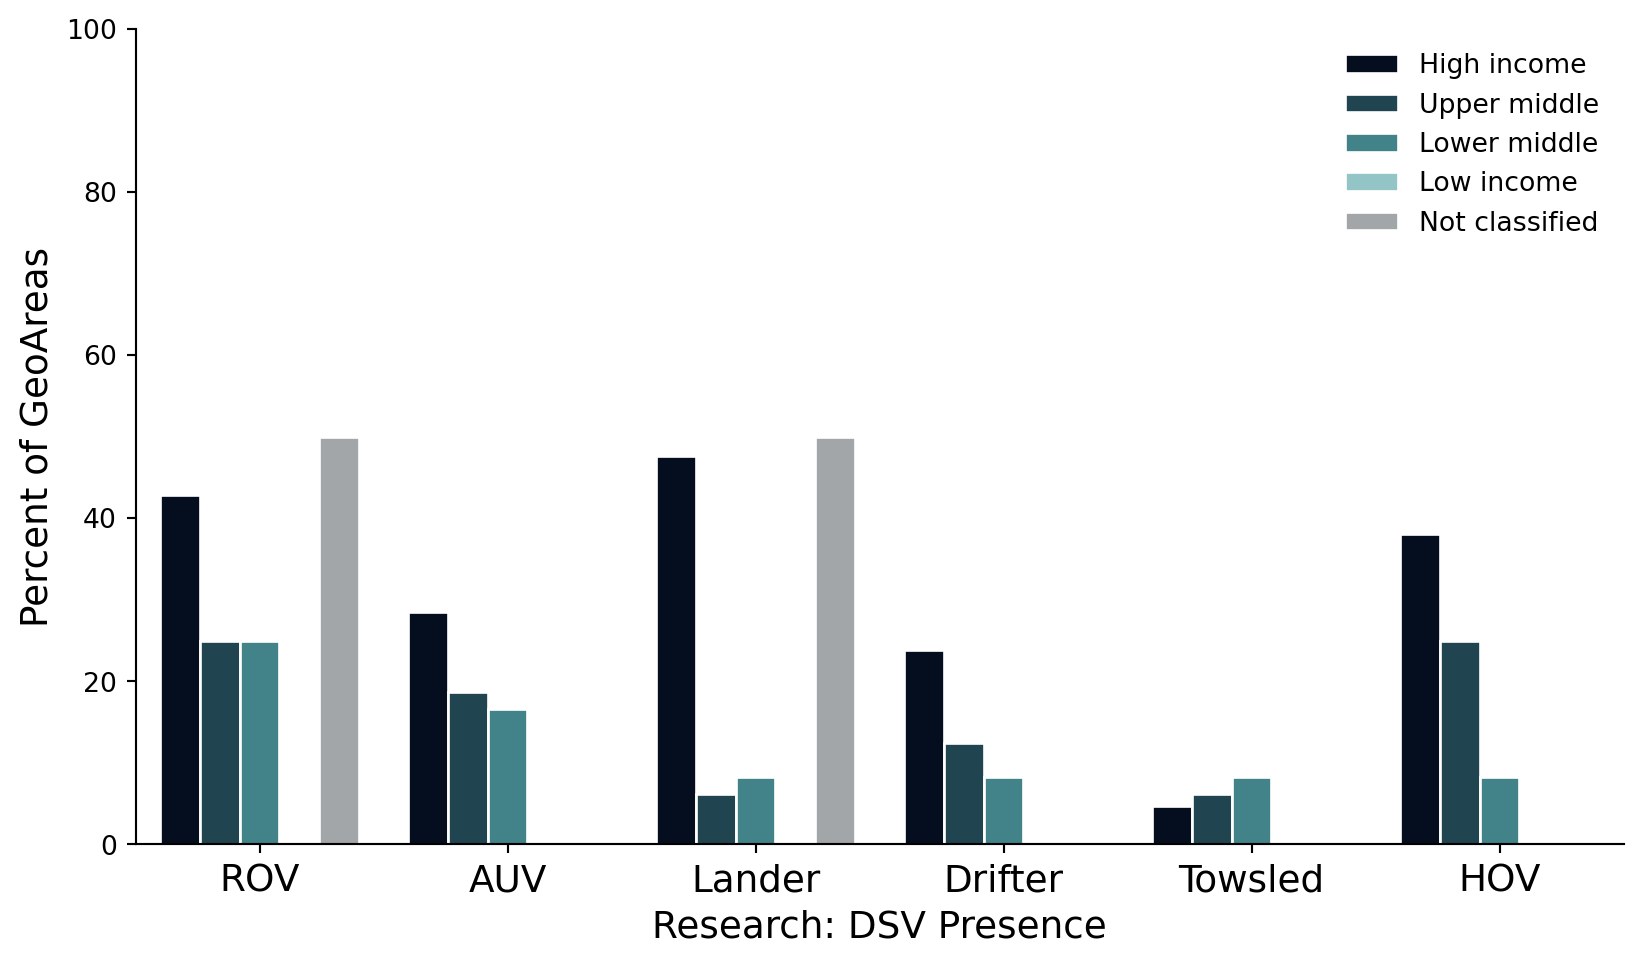 100
80
60
40
20
0
Percent of GeoAreas
High income
Upper middle
Lower middle
Low income
Not classified
ROV AUV Lander Drifter Towsled HOV
Research: DSV Presence